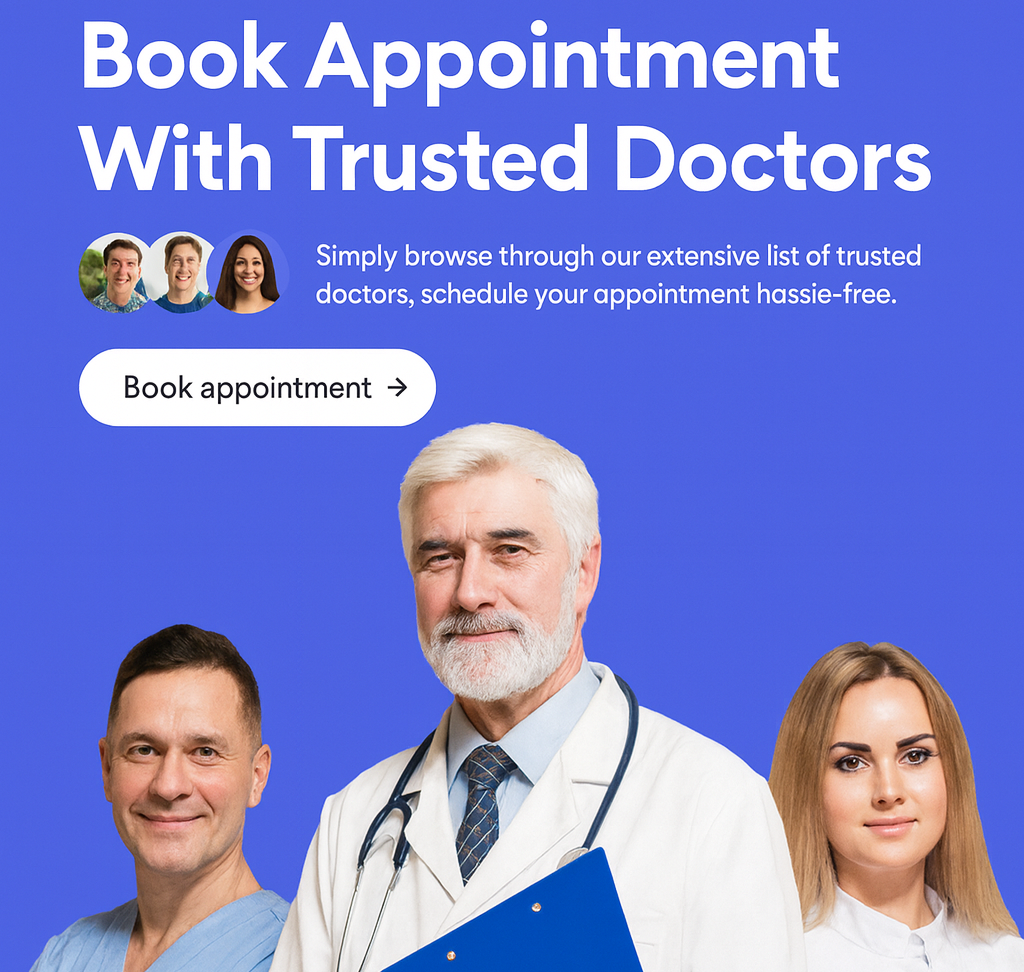 Book Appointment
With Trusted Doctors
Simply browse through our extensive list of trusted
doctors, schedule your appointment hassie-free.
Book appointment →